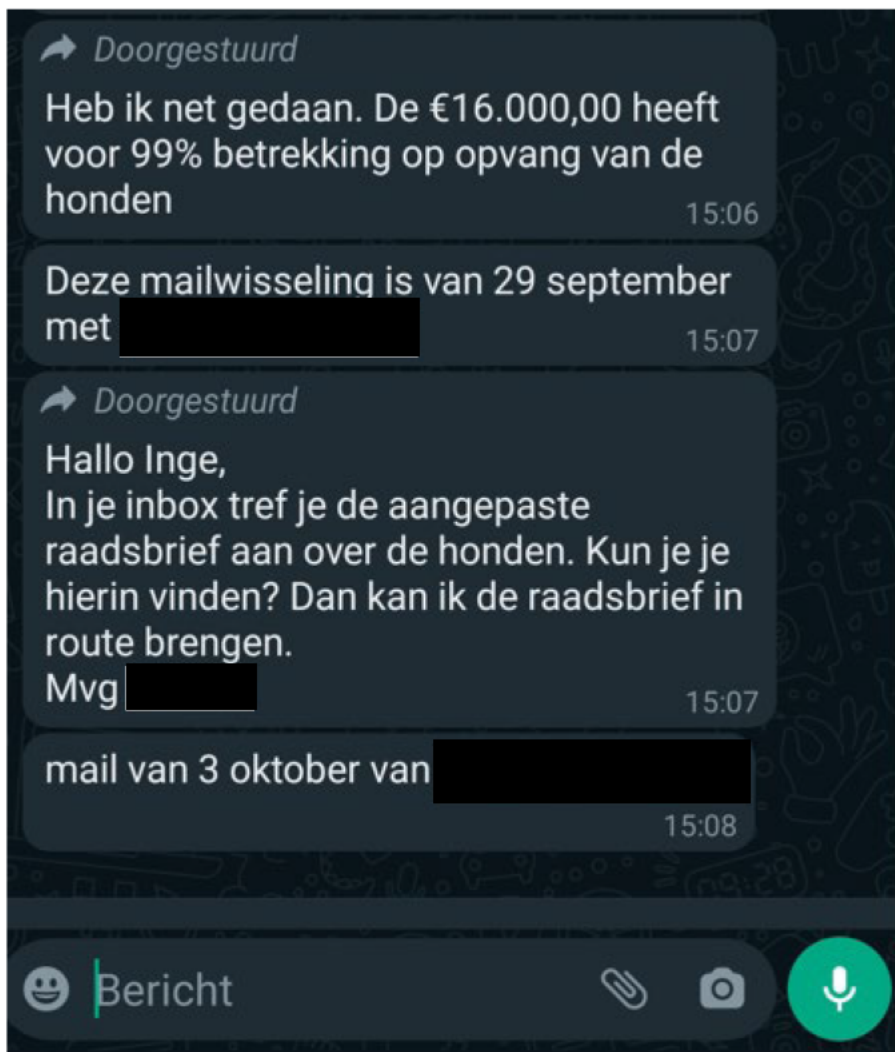 Doorgestuurd
Heb ik net gedaan. De €16.000,00 heeft
voor 99% betrekking op opvang van de
honden
15:06
Deze mailwisseling is van 29 september
met
15:07
Doorgestuurd
Hallo Inge,
In je inbox tref je de aangepaste
raadsbrief aan over de honden. Kun je je
hierin vinden? Dan kan ik de raadsbrief in
route brengen.
Mvg
15:07
mail van 3 oktober van
15:08
Bericht